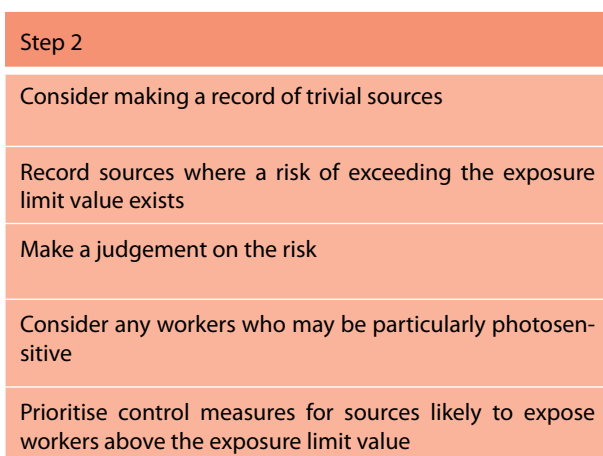 Step 2
Consider making a record of trivial sources
Record sources where a risk of exceeding the exposure
limit value exists
Make a judgement on the risk
Consider any workers who may be particularly photosen-
sitive
Prioritise control measures for sources likely to expose
workers above the exposure limit value